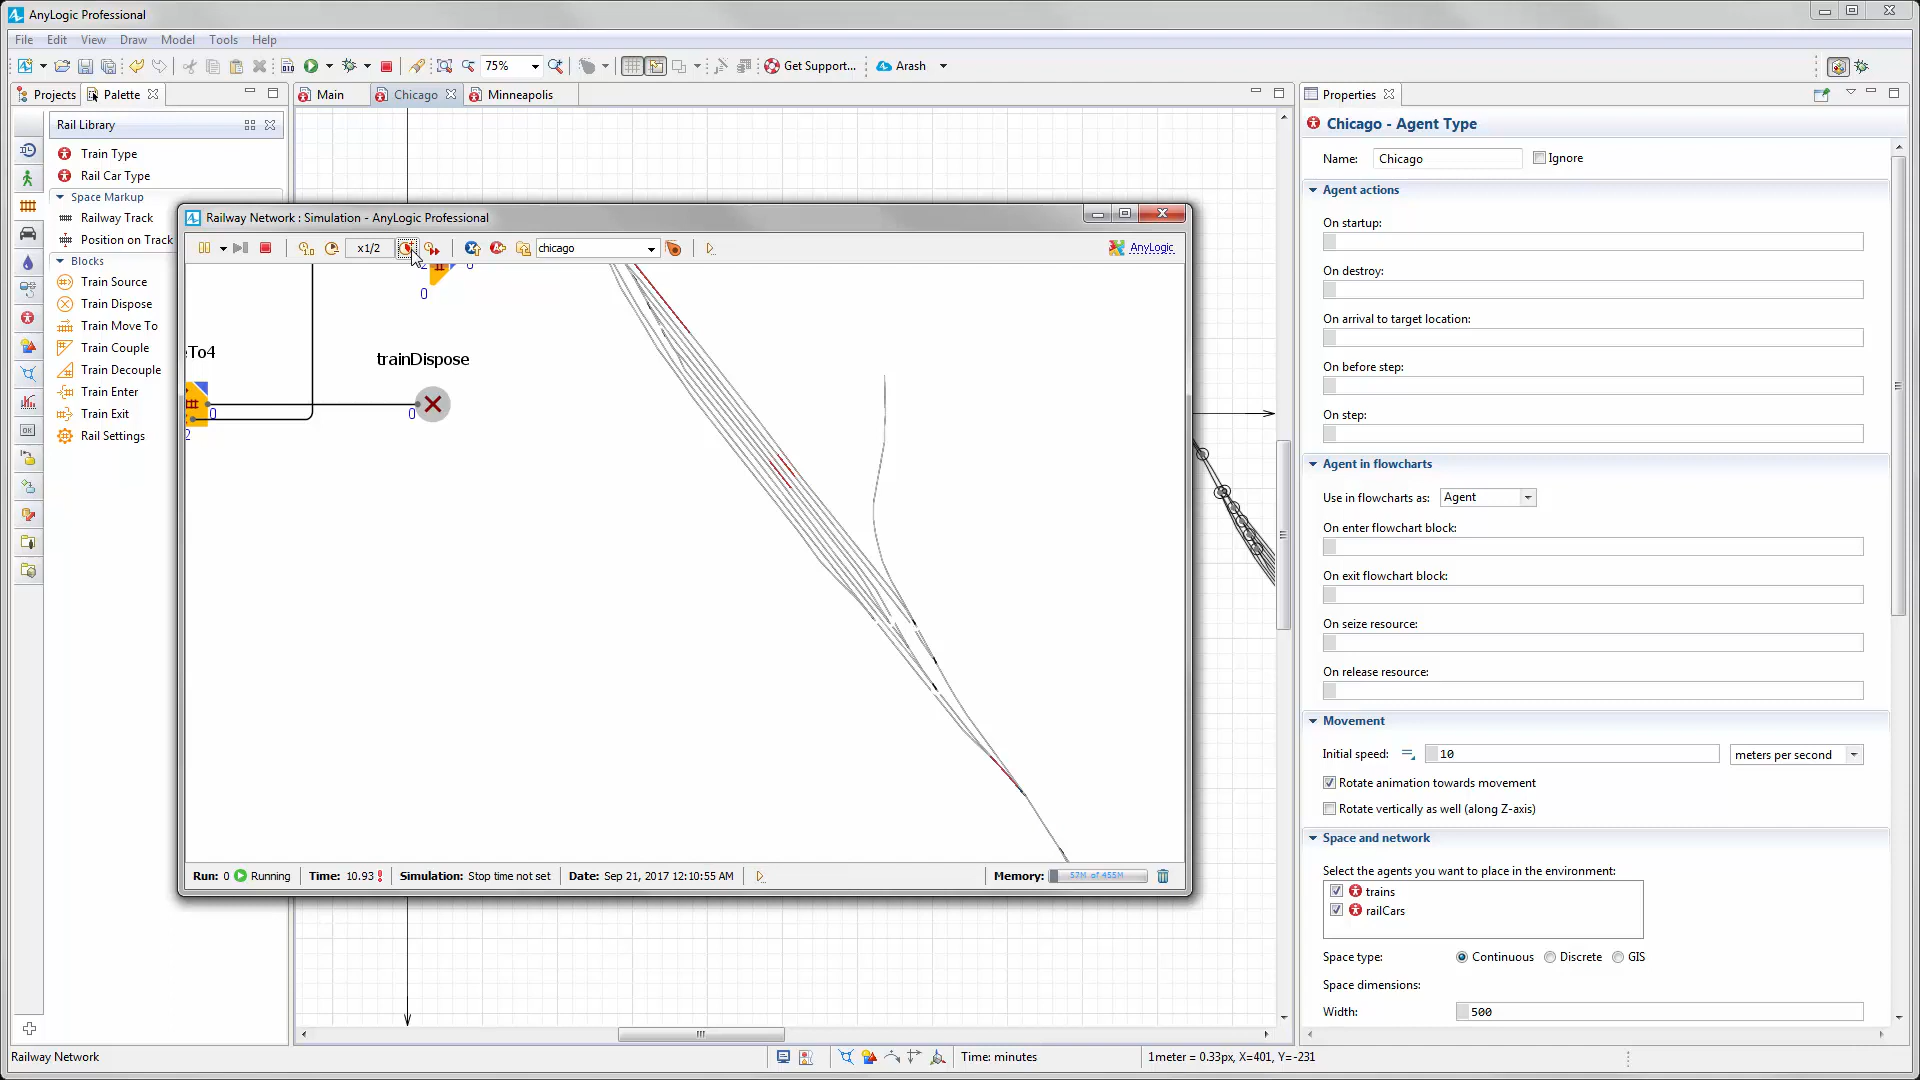 AnyLogic Professional
File Edit View Draw Model Tools Help
75%
Get Support...
Arash
Projects
Palette
Main
Chicago
Minneapolis
Properties
Rail Library
Train Type
Rail Car Type
Space Markup
Railway Track
Position on Track
Blocks
Train Source
Train Dispose
Train Move To
Train Couple
Train Decouple
Train Enter
Train Exit
Rail Settings
Railway Network : Simulation - AnyLogic Professional
x1/2
chicago
AnyLogic
0
0
eTo4
trainDispose
0
0
2
Run: 0 Running
Time: 10.93
Simulation: Stop time not set
Date: Sep 21, 2017 12:10:55 AM
Memory: 57M of 455M
Chicago - Agent Type
Name: Chicago Ignore
Agent actions
On startup:
On destroy:
On arrival to target location:
On before step:
On step:
Agent in flowcharts
Use in flowcharts as: Agent
On enter flowchart block:
On exit flowchart block:
On seize resource:
On release resource:
Movement
Initial speed: 10 meters per second
Rotate animation towards movement
Rotate vertically as well (along Z-axis)
Space and network
Select the agents you want to place in the environment:
trains
railCars
Space type: Continuous Discrete GIS
Space dimensions:
Width: 500
Railway Network
Time: minutes
1meter = 0.33px, X=401, Y=-231